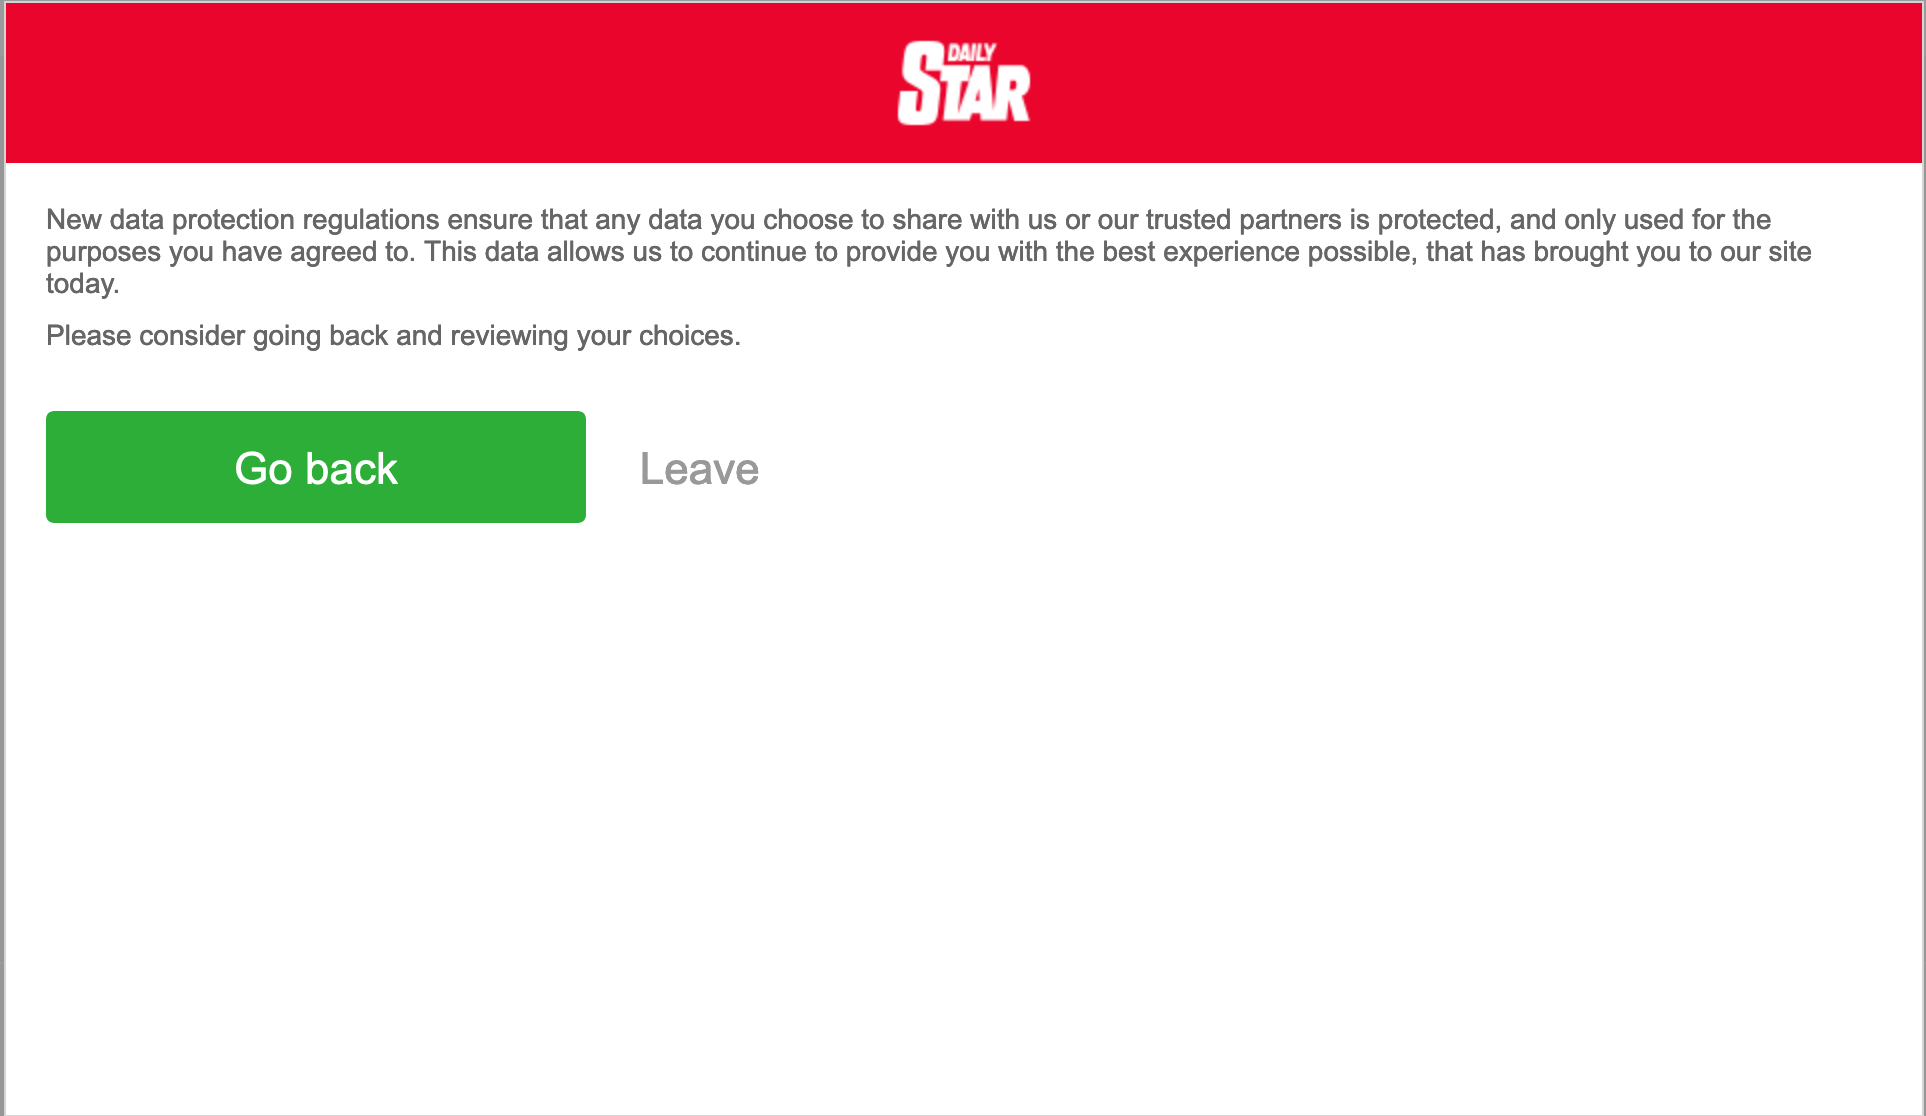 DAILY
STAR
New data protection regulations ensure that any data you choose to share with us or our trusted partners is protected, and only used for the
purposes you have agreed to. This data allows us to continue to provide you with the best experience possible, that has brought you to our site
today.
Please consider going back and reviewing your choices.
Go back
Leave